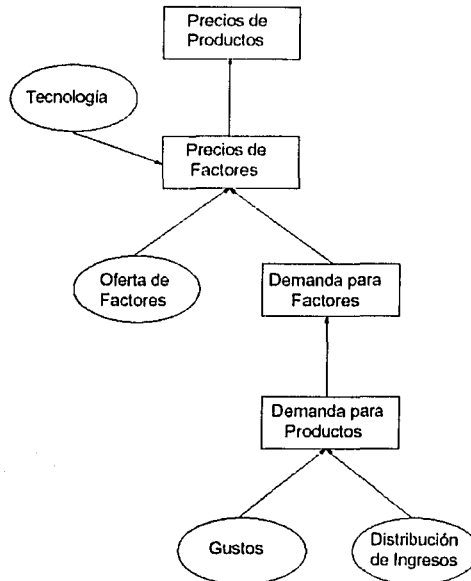 Precios de
Productos
Tecnología
Precios de
Factores
Oferta de
Factores
Demanda para
Factores
Demanda para
Productos
Gustos
Distribución
de Ingresos